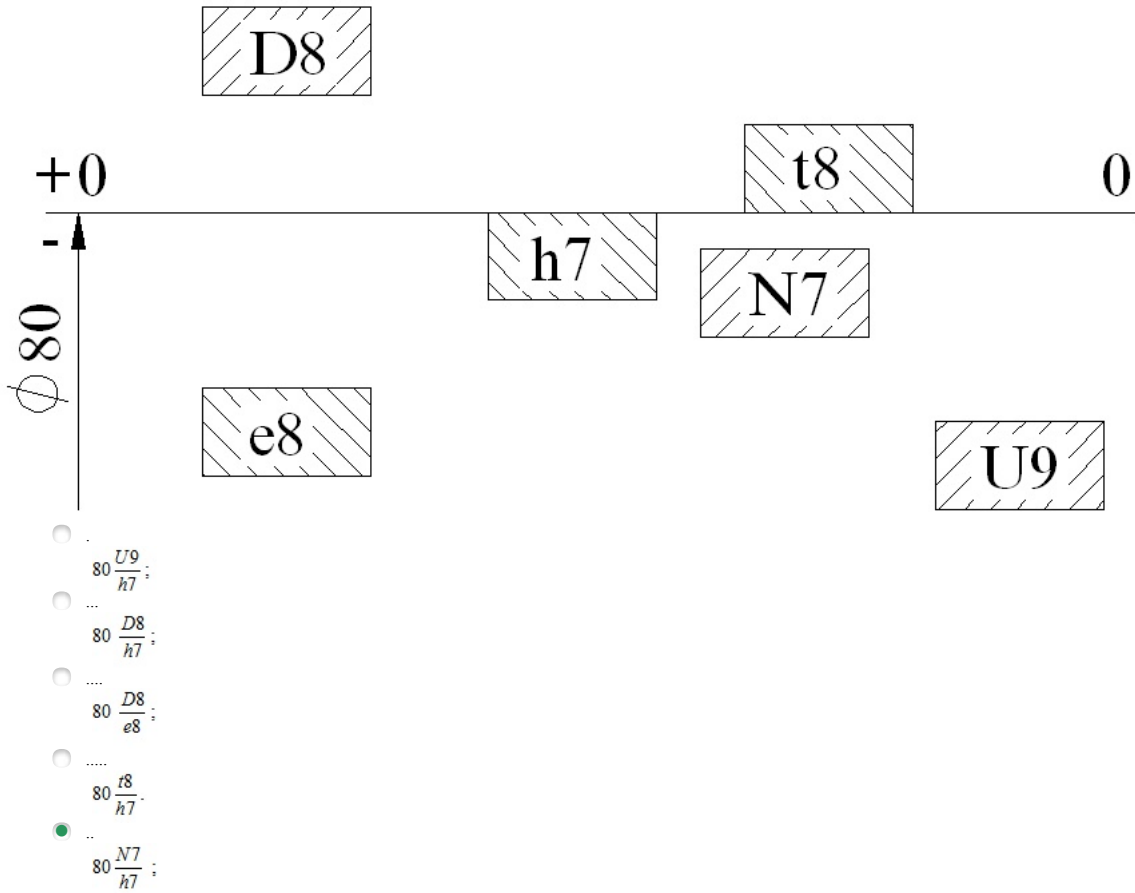 D8
t8
+0
0
-
h7
N7
⌀80
e8
U9
.
80 U9/h7 ;
...
80 D8/h7 ;
....
80 D8/e8 ;
.....
80 t8/h7 .
..
80 N7/h7 ;